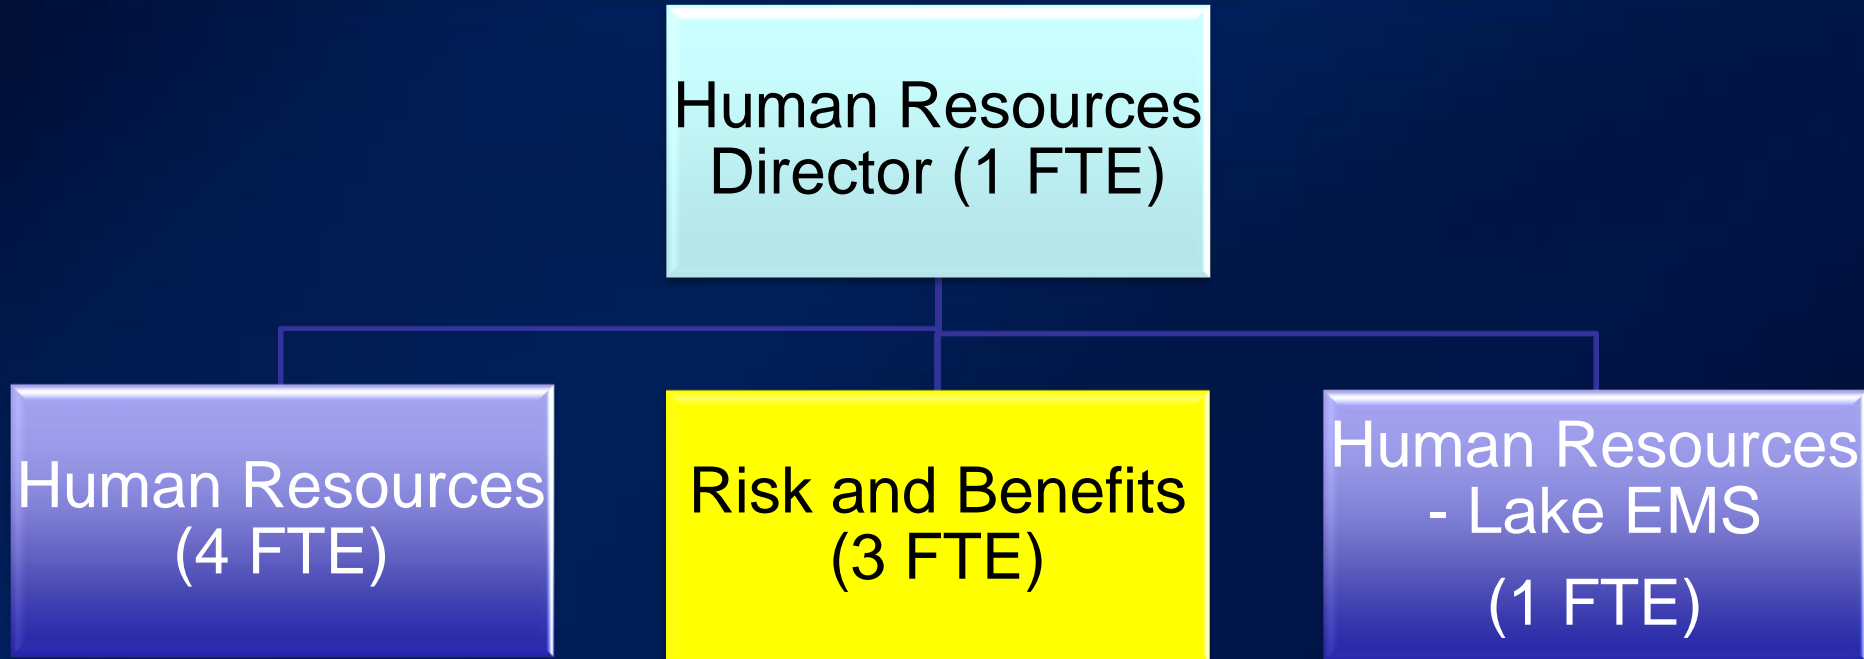 Human Resources
Director (1 FTE)
Human Resources
(4 FTE)
Risk and Benefits
(3 FTE)
Human Resources
- Lake EMS
(1 FTE)